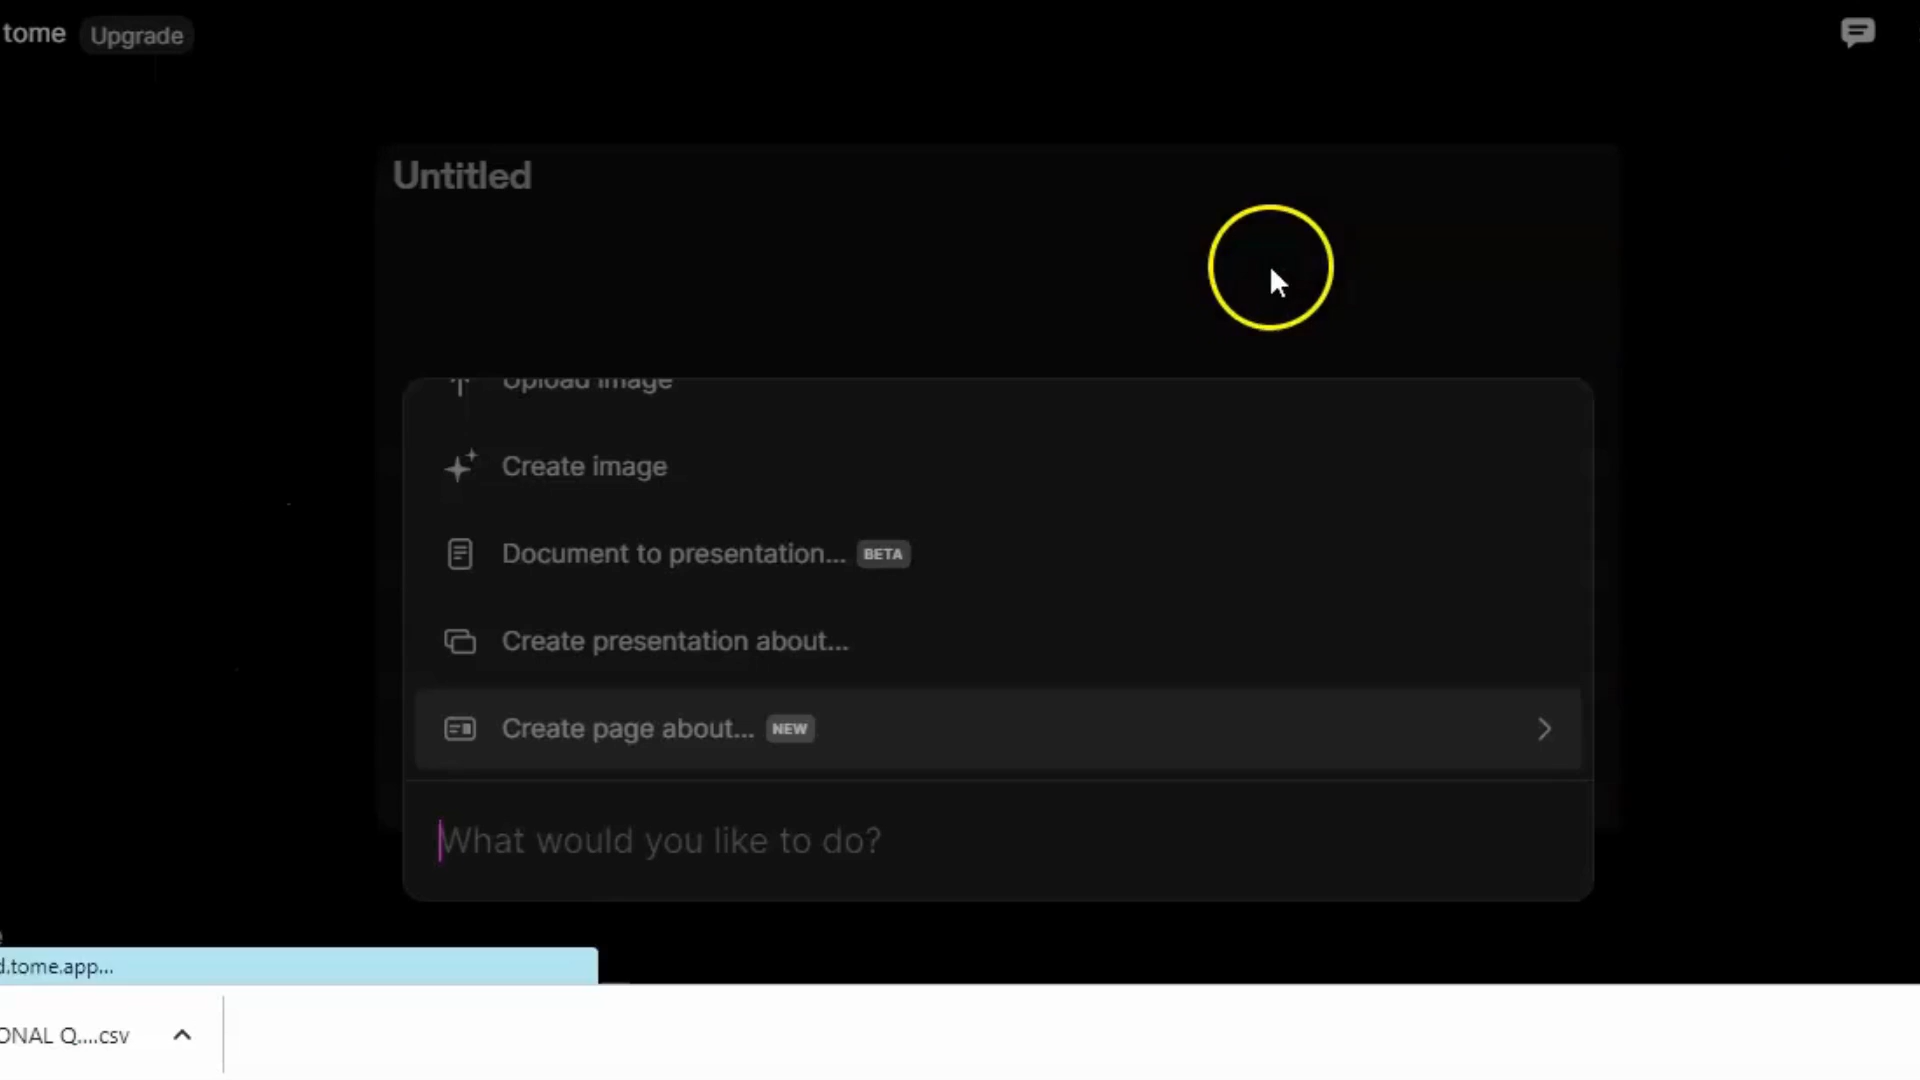 tome Upgrade
Untitled
Upload image
Create image
Document to presentation... BETA
Create presentation about...
Create page about... NEW
What would you like to do?
d.tome.app...
ONAL Q....csv